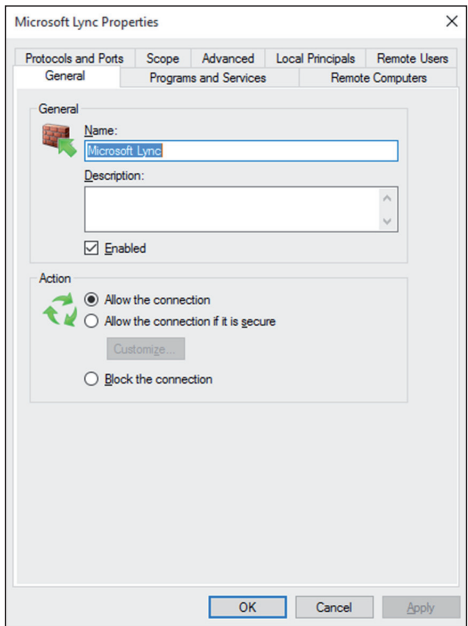 Microsoft Lync Properties
Protocols and Ports Scope Advanced Local Principals Remote Users
General Programs and Services Remote Computers
General
Name:
Microsoft Lync
Description:
Enabled
Action
Allow the connection
Allow the connection if it is secure
Customize...
Block the connection
OK Cancel Apply